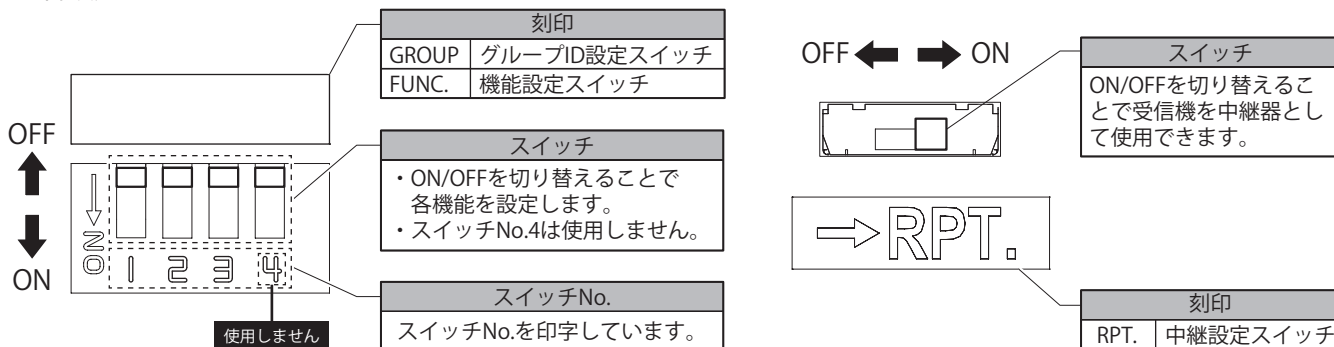 刻印
GROUP グループID設定スイッチ
FUNC. 機能設定スイッチ
OFF
ON
NO
1 2 3 4
使用しません
スイッチ
・ON/OFFを切り替えることで
各機能を設定します。
・スイッチNo.4は使用しません。
スイッチNo.
スイッチNo.を印字しています。
OFF ON
スイッチ
ON/OFFを切り替えるこ
とで受信機を中継器とし
て使用できます。
RPT.
刻印
RPT. 中継設定スイッチ